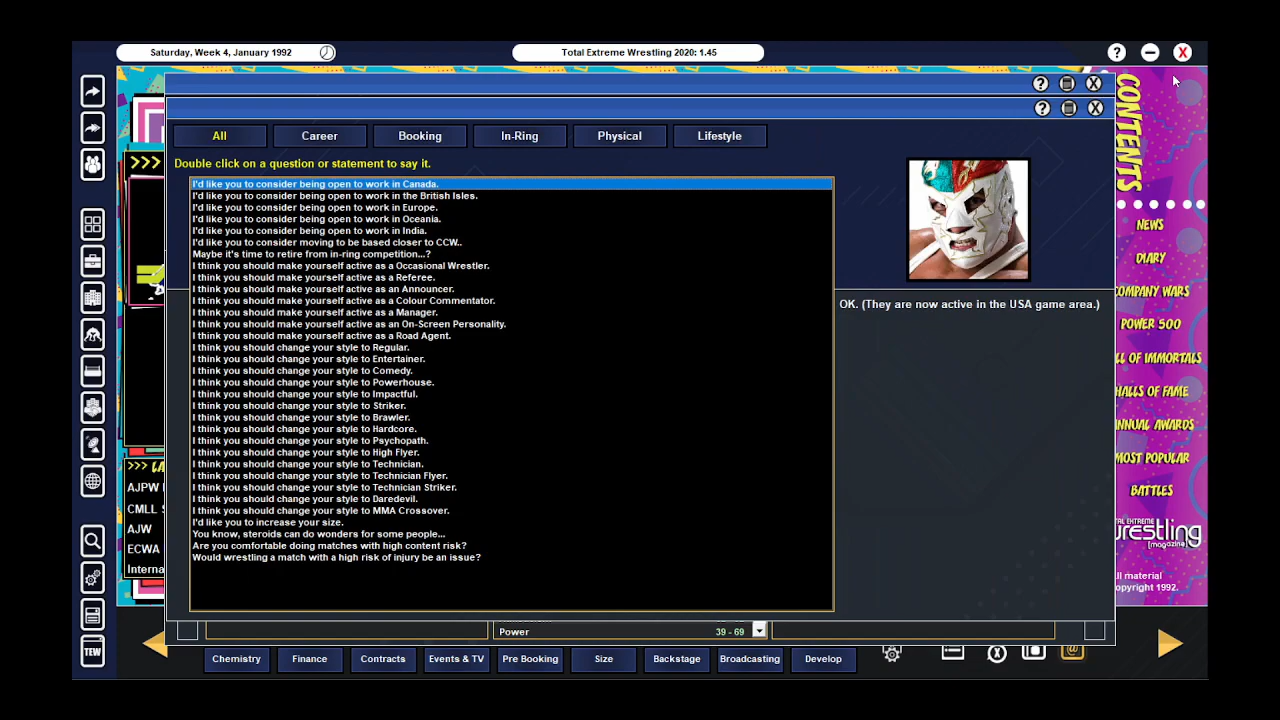 Saturday, Week 4, January 1992
Total Extreme Wrestling 2020: 1.45
?
X
?
X
?
X
All
Career
Booking
In-Ring
Physical
Lifestyle
Double click on a question or statement to say it.
I'd like you to consider being open to work in Canada.
I'd like you to consider being open to work in the British Isles.
I'd like you to consider being open to work in Europe.
I'd like you to consider being open to work in Oceania.
I'd like you to consider being open to work in India.
I'd like you to consider moving to be based closer to CCW..
Maybe it's time to retire from in-ring competition...?
I think you should make yourself active as a Occasional Wrestler.
I think you should make yourself active as a Referee.
I think you should make yourself active as an Announcer.
I think you should make yourself active as a Colour Commentator.
I think you should make yourself active as a Manager.
I think you should make yourself active as an On-Screen Personality.
I think you should make yourself active as a Road Agent.
I think you should change your style to Regular.
I think you should change your style to Entertainer.
I think you should change your style to Comedy.
I think you should change your style to Powerhouse.
I think you should change your style to Impactful.
I think you should change your style to Striker.
I think you should change your style to Brawler.
I think you should change your style to Hardcore.
I think you should change your style to Psychopath.
I think you should change your style to High Flyer.
I think you should change your style to Technician.
I think you should change your style to Technician Flyer.
I think you should change your style to Technician Striker.
I think you should change your style to Daredevil.
I think you should change your style to MMA Crossover.
I'd like you to increase your size.
You know, steroids can do wonders for some people...
Are you comfortable doing matches with high content risk?
Would wrestling a match with a high risk of injury be an issue?
OK. (They are now active in the USA game area.)
>>>
>>> LA
AJPW
CMLL S
AJW
ECWA
Interna
CONTENTS
NEWS
DIARY
OMPANY WARS
POWER 500
LL OF IMMORTALS
HALLS OF FAME
ANNUAL AWARDS
MOST POPULAR
BATTLES
TAL EXTREME
restling
[magazine]
ll material
opyright 1992.
Power
39 - 69
Chemistry
Finance
Contracts
Events & TV
Pre Booking
Size
Backstage
Broadcasting
Develop
TEW
@